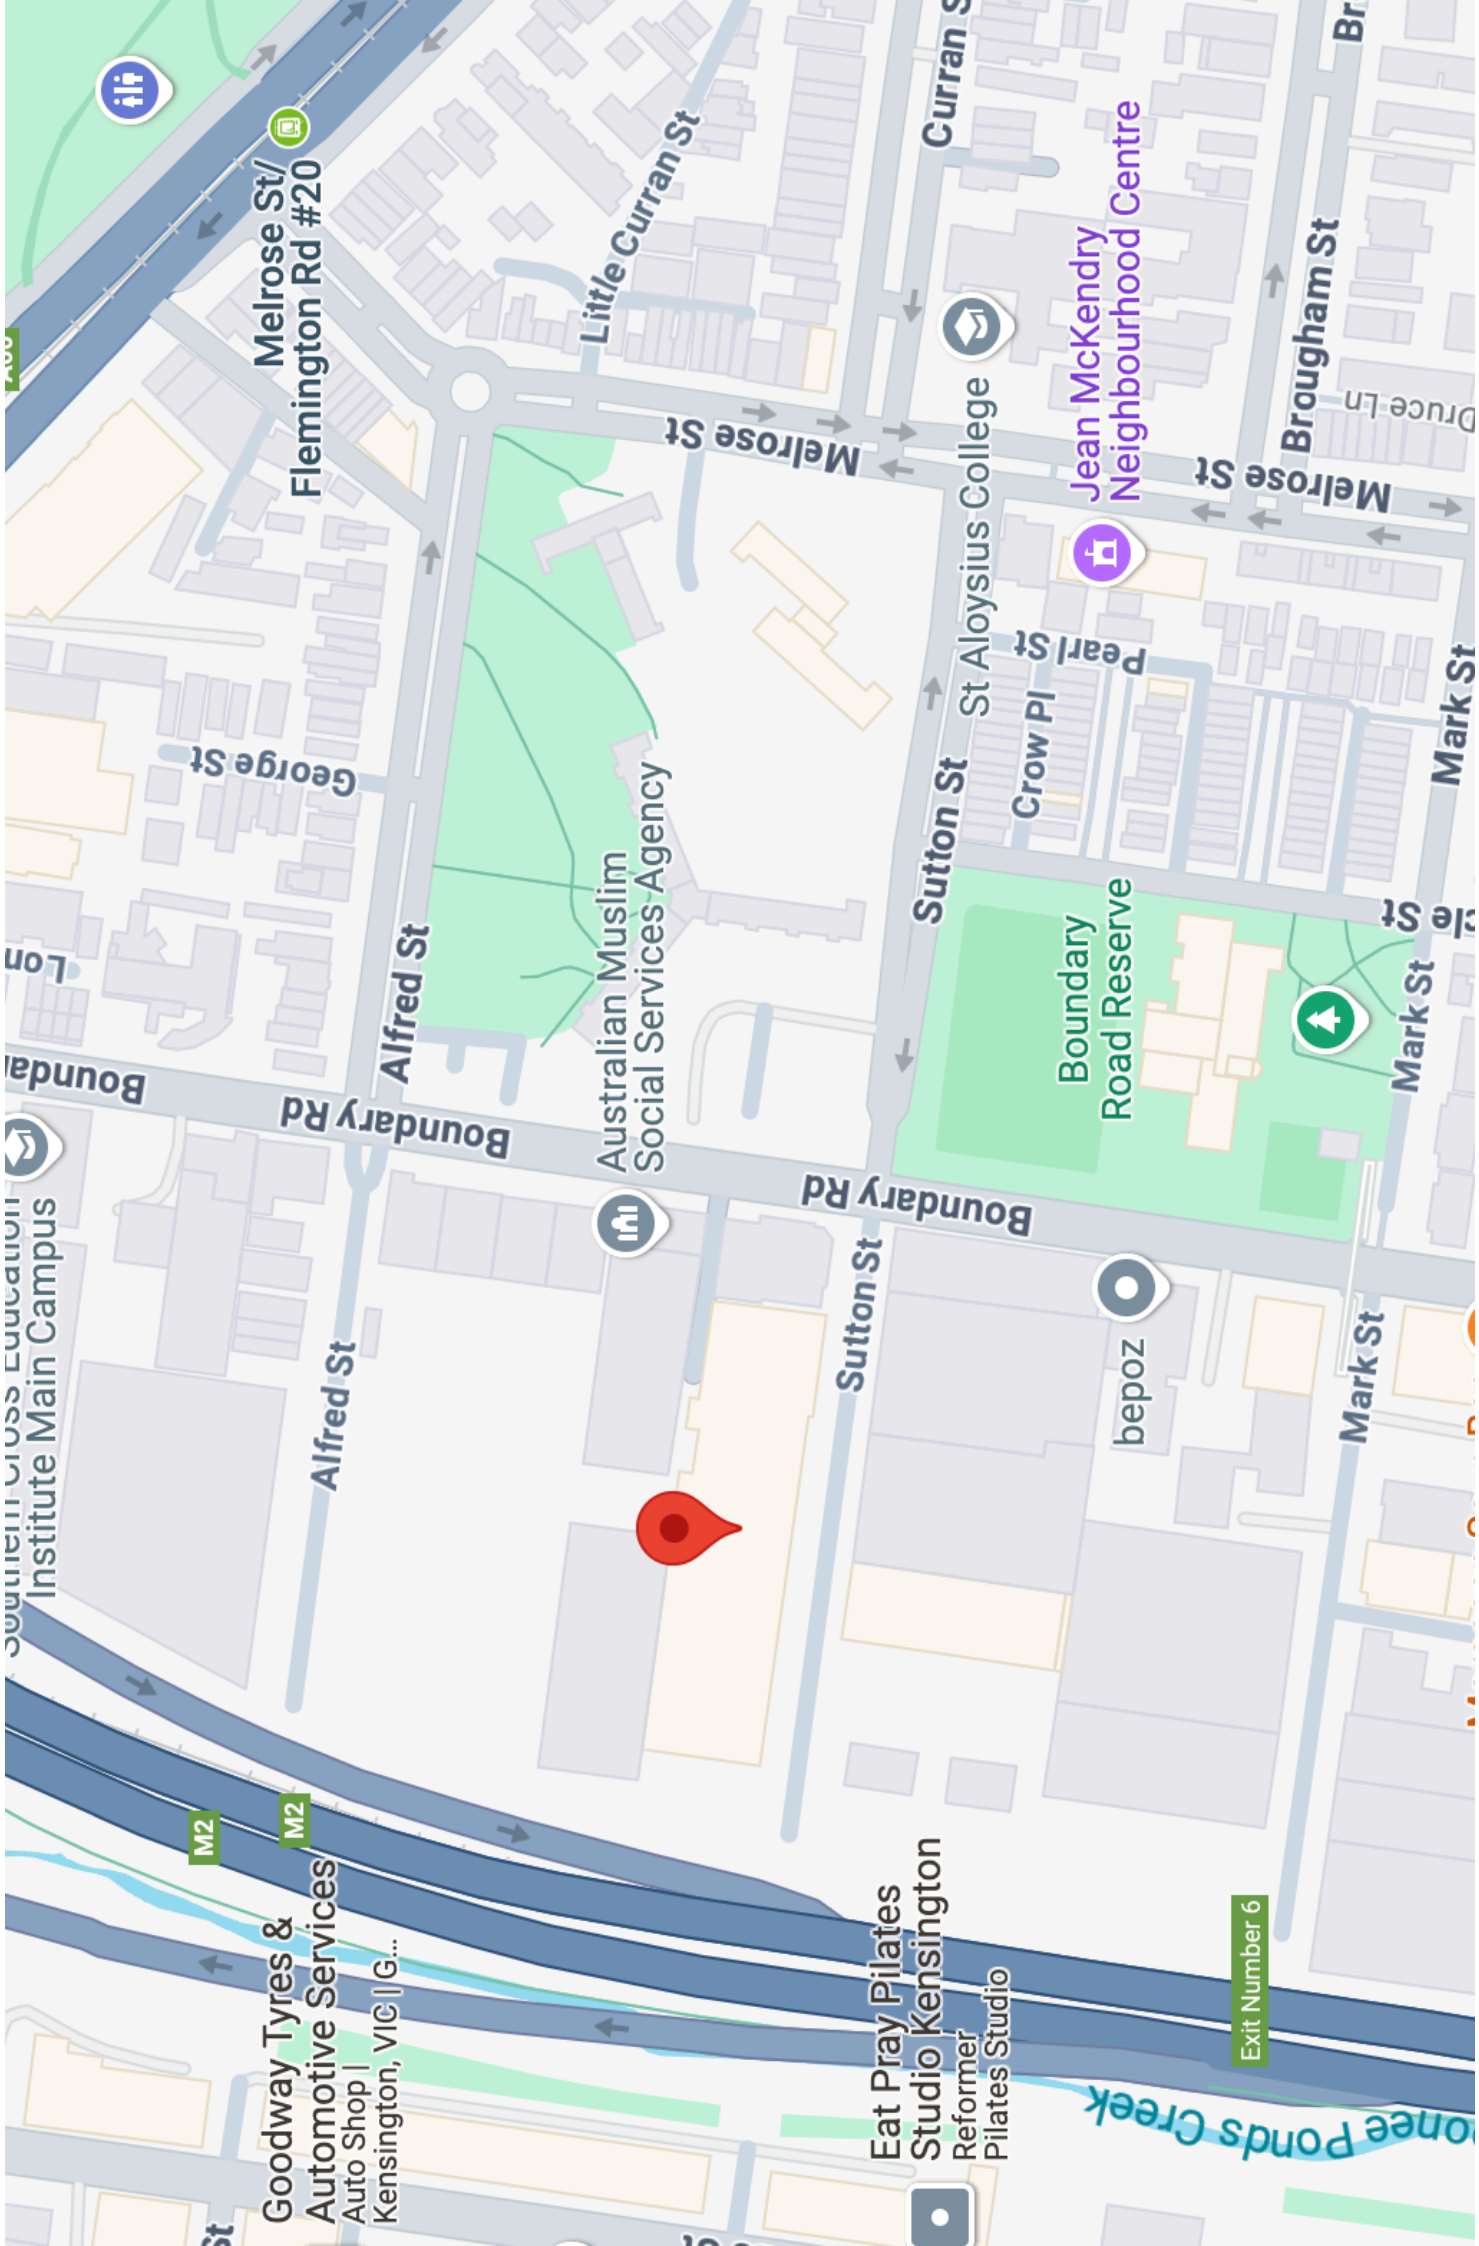 Melrose St/
Flemington Rd #20
Little Curran St
Jean McKendry
Neighbourhood Centre
Brougham St
Druce Ln
Melrose St
Melrose St
St Aloysius College
Pearl St
Crow Pl
George St
Mark St
Sutton St
Alfred St
Australian Muslim
Social Services Agency
Boundary
Road Reserve
Mark St
Boundary Rd
Boundary Rd
Institute Main Campus
Alfred St
Sutton St
bepoz
Mark St
M2
M2
Goodway Tyres &
Automotive Services
Auto Shop |
Kensington, VIC | G...
Eat Pray Pilates
Studio Kensington
Reformer
Pilates Studio
Exit Number 6
Ponds Creek
St